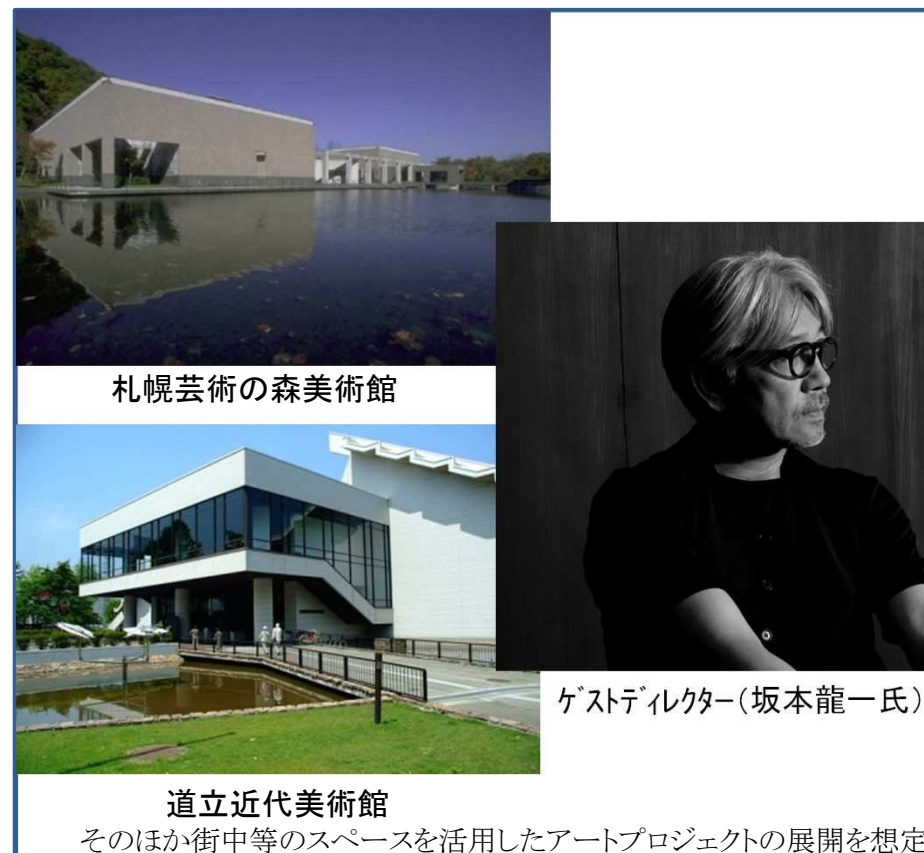 札幌芸術の森美術館
ゲストディレクター(坂本龍一氏)
道立近代美術館
そのほか街中等のスペースを活用したアートプロジェクトの展開を想定